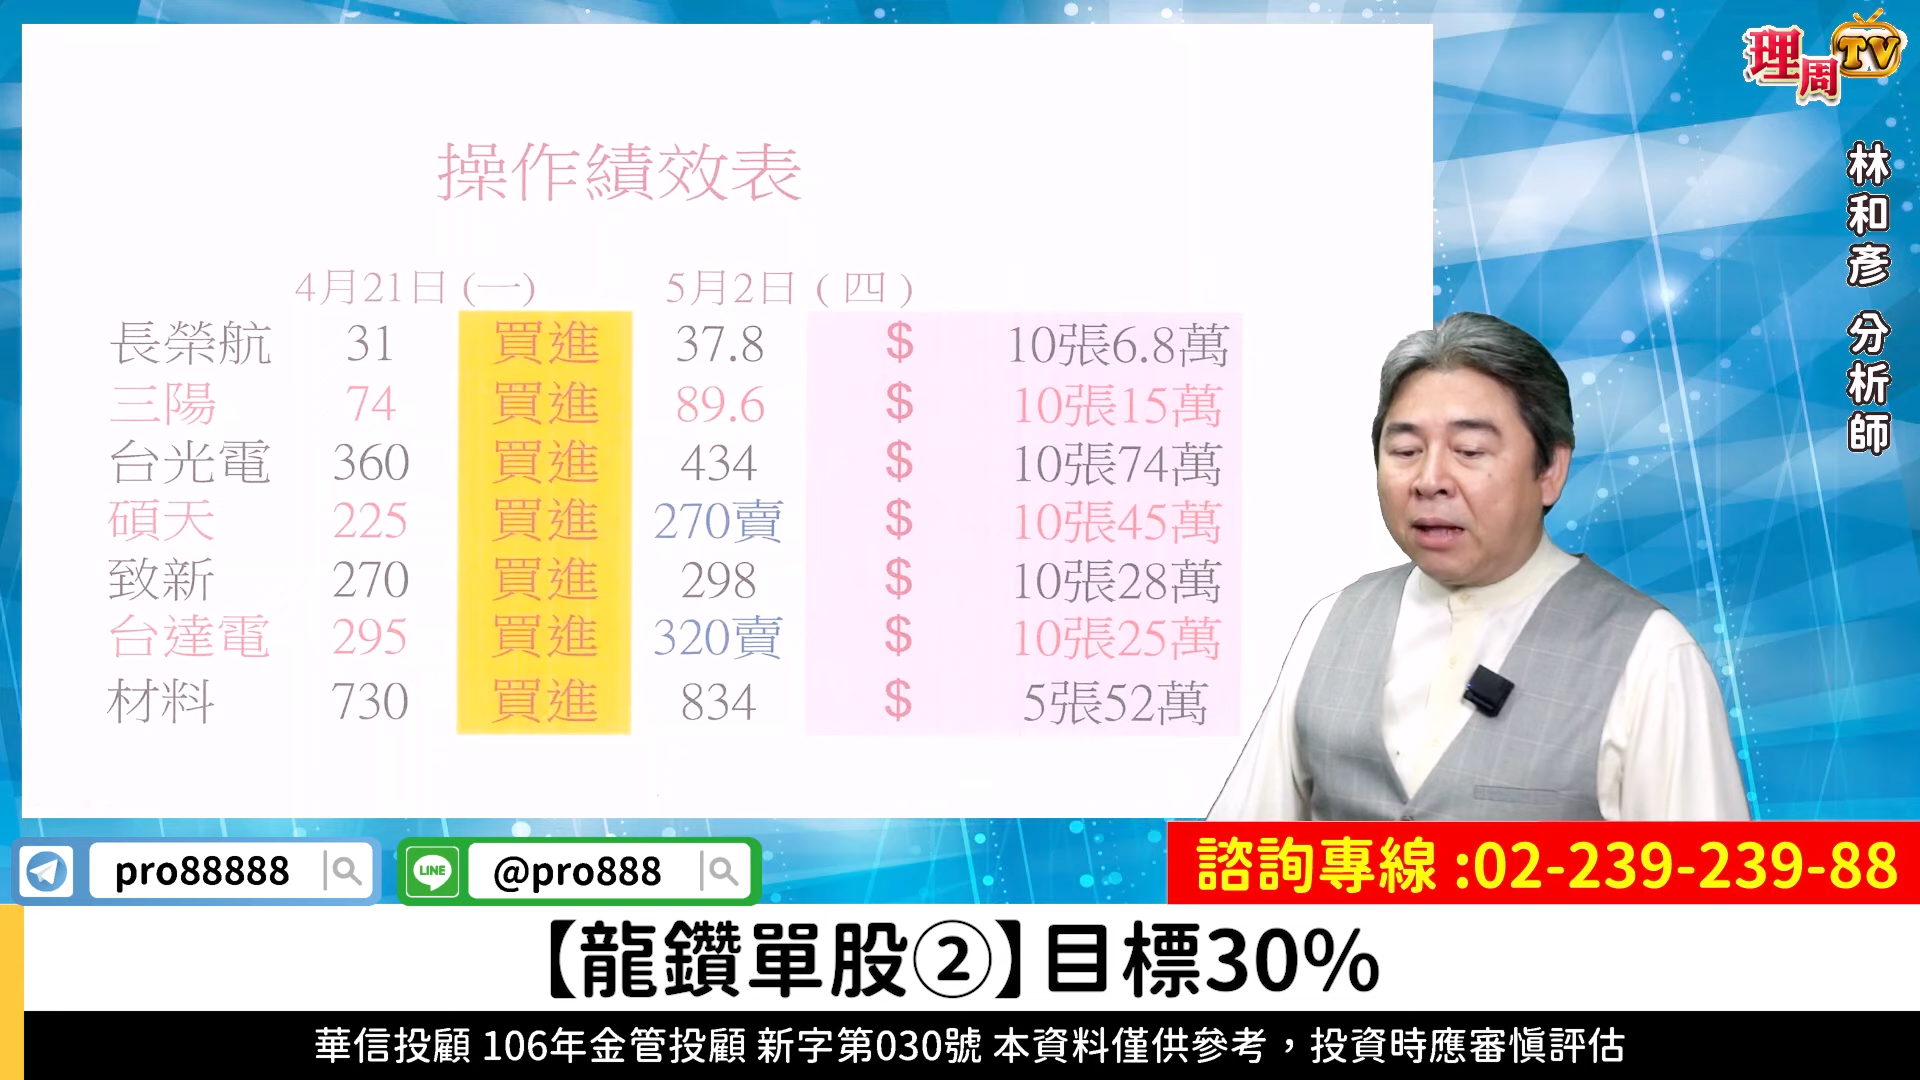 理周TV
林和彥 分析師
操作績效表
4月21日 (一) 5月2日 ( 四 )
長榮航 31 買進 37.8 $ 10張6.8萬
三陽 74 買進 89.6 $ 10張15萬
台光電 360 買進 434 $ 10張74萬
碩天 225 買進 270賣 $ 10張45萬
致新 270 買進 298 $ 10張28萬
台達電 295 買進 320賣 $ 10張25萬
材料 730 買進 834 $ 5張52萬
pro88888
LINE @pro888
諮詢專線 :02-239-239-88
【龍鑽單股②】目標30%
華信投顧 106年金管投顧 新字第030號 本資料僅供參考，投資時應審慎評估